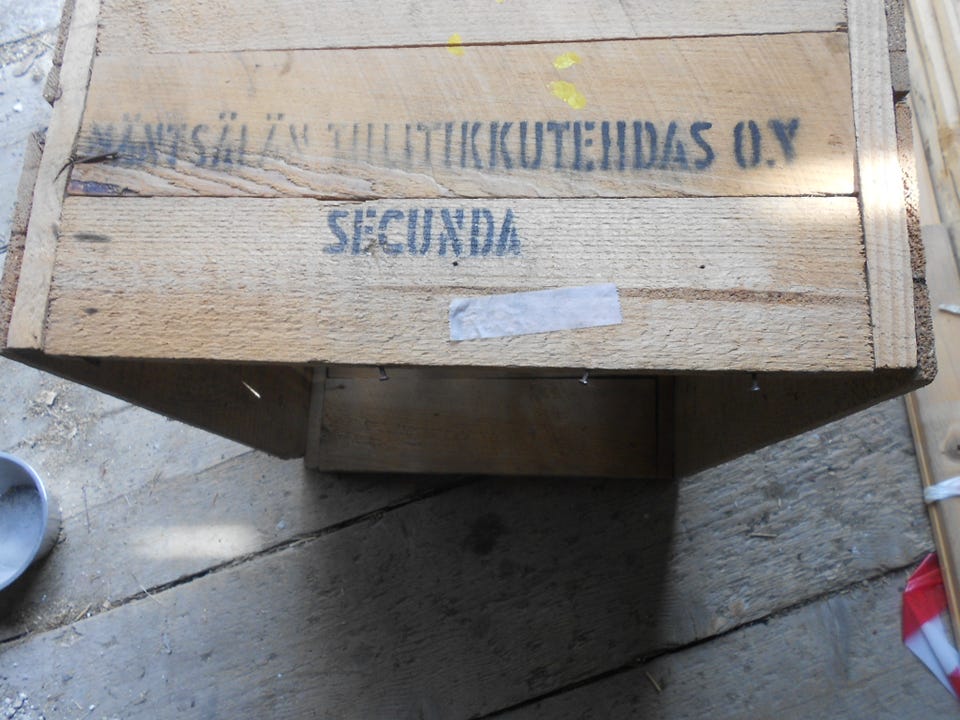 MÄNTSÄLÄN TULITIKKUTEHDAS O.Y
SECUNDA